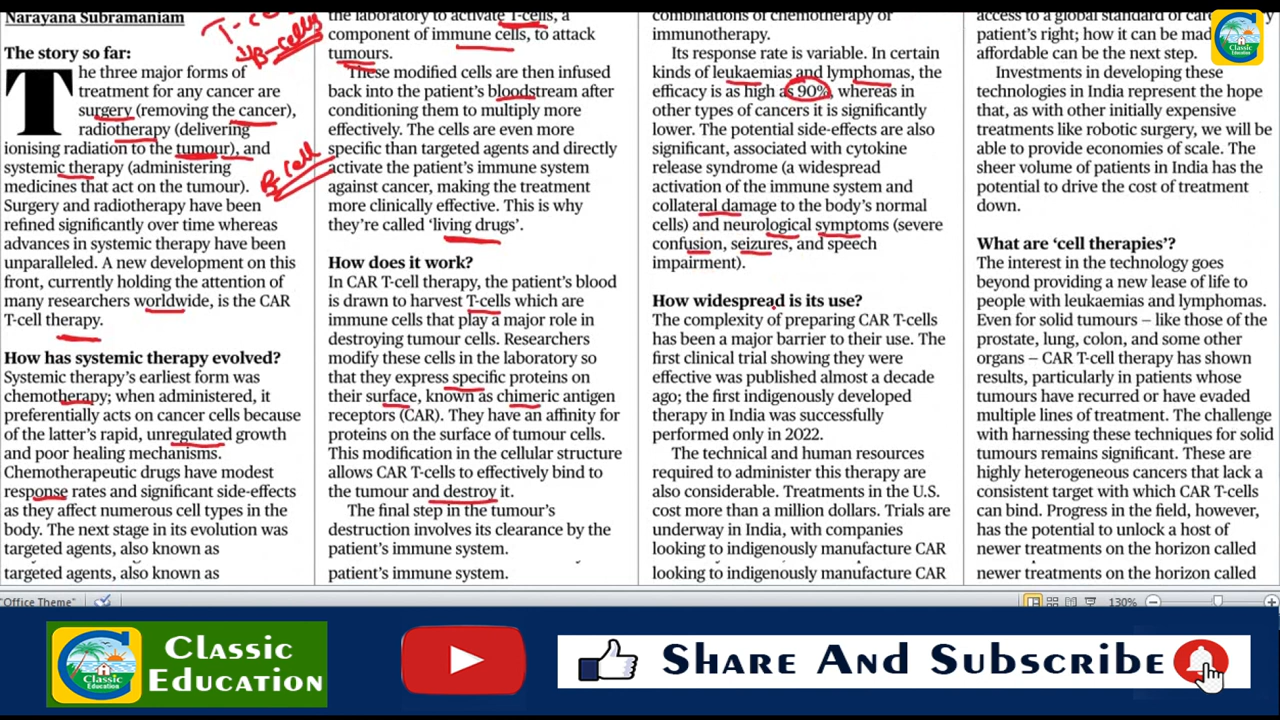 Narayana Subramaniam
The story so far:
The three major forms of
treatment for any cancer are
surgery (removing the cancer),
radiotherapy (delivering
ionising radiation to the tumour), and
systemic therapy (administering
medicines that act on the tumour).
Surgery and radiotherapy have been
refined significantly over time whereas
advances in systemic therapy have been
unparalleled. A new development on this
front, currently holding the attention of
many researchers worldwide, is the CAR
T-cell therapy.
How has systemic therapy evolved?
Systemic therapy's earliest form was
chemotherapy; when administered, it
preferentially acts on cancer cells because
of the latter's rapid, unregulated growth
and poor healing mechanisms.
Chemotherapeutic drugs have modest
response rates and significant side-effects
as they affect numerous cell types in the
body. The next stage in its evolution was
targeted agents, also known as
targeted agents, also known as
B-cells
B-cell
the laboratory to activate T-cells, a
component of immune cells, to attack
tumours.
These modified cells are then infused
back into the patient's bloodstream after
conditioning them to multiply more
effectively. The cells are even more
specific than targeted agents and directly
activate the patient's immune system
against cancer, making the treatment
more clinically effective. This is why
they're called 'living drugs'.
How does it work?
In CAR T-cell therapy, the patient's blood
is drawn to harvest T-cells which are
immune cells that play a major role in
destroying tumour cells. Researchers
modify these cells in the laboratory so
that they express specific proteins on
their surface, known as chimeric antigen
receptors (CAR). They have an affinity for
proteins on the surface of tumour cells.
This modification in the cellular structure
allows CAR T-cells to effectively bind to
the tumour and destroy it.
The final step in the tumour's
destruction involves its clearance by the
patient's immune system.
patient's immune system.
combinations of chemotherapy or
immunotherapy.
Its response rate is variable. In certain
kinds of leukaemias and lymphomas, the
efficacy is as high as 90%, whereas in
other types of cancers it is significantly
lower. The potential side-effects are also
significant, associated with cytokine
release syndrome (a widespread
activation of the immune system and
collateral damage to the body's normal
cells) and neurological symptoms (severe
confusion, seizures, and speech
impairment).
How widespread is its use?
The complexity of preparing CAR T-cells
has been a major barrier to their use. The
first clinical trial showing they were
effective was published almost a decade
ago; the first indigenously developed
therapy in India was successfully
performed only in 2022.
The technical and human resources
required to administer this therapy are
also considerable. Treatments in the U.S.
cost more than a million dollars. Trials are
underway in India, with companies
looking to indigenously manufacture CAR
looking to indigenously manufacture CAR
access to a global standard of care
patient's right; how it can be mad
affordable can be the next step.
Investments in developing these
technologies in India represent the hope
that, as with other initially expensive
treatments like robotic surgery, we will be
able to provide economies of scale. The
sheer volume of patients in India has the
potential to drive the cost of treatment
down.
What are 'cell therapies'?
The interest in the technology goes
beyond providing a new lease of life to
people with leukaemias and lymphomas.
Even for solid tumours – like those of the
prostate, lung, colon, and some other
organs – CAR T-cell therapy has shown
results, particularly in patients whose
tumours have recurred or have evaded
multiple lines of treatment. The challenge
with harnessing these techniques for solid
tumours remains significant. These are
highly heterogeneous cancers that lack a
consistent target with which CAR T-cells
can bind. Progress in the field, however,
has the potential to unlock a host of
newer treatments on the horizon called
newer treatments on the horizon called
Classic
Education
"Office Theme"
130%
Classic
Education
Classic
Education
Share And Subscribe